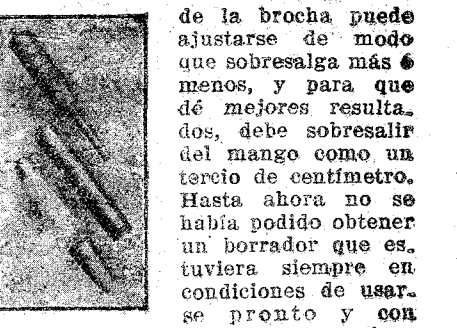 de la brocha puede
ajustarse de modo
que sobresalga más ó
menos, y para que
dé mejores resulta-
dos, debe sobresalir
del mango como un
tercio de centímetro.
Hasta ahora no se
había podido obtener
un borrador que es-
tuviera siempre en
condiciones de usar-
se pronto y con